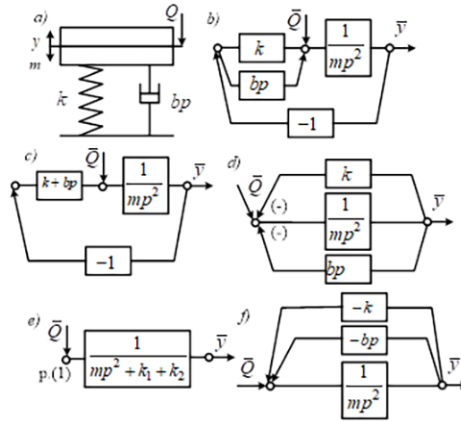 a)
Q
y
m
k
bp
b)
Q̄
ȳ
k
1
mp²
bp
−1
c)
Q̄
ȳ
k + bp
1
mp²
−1
d)
Q̄
k
(-)
1
mp²
ȳ
(-)
bp
e)
Q̄
ȳ
p.(1)
1
mp² + k₁ + k₂
f)
−k
−bp
Q̄
ȳ
1
mp²